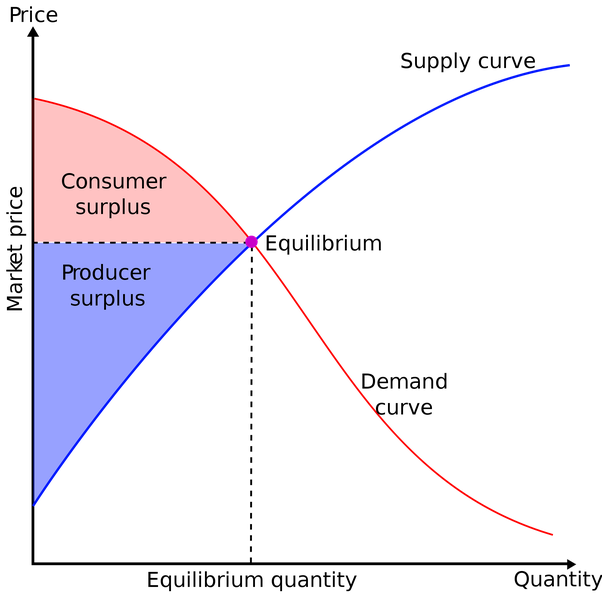 Price
Supply curve
Consumer
surplus
Market price
Equilibrium
Producer
surplus
Demand
curve
Equilibrium quantity
Quantity